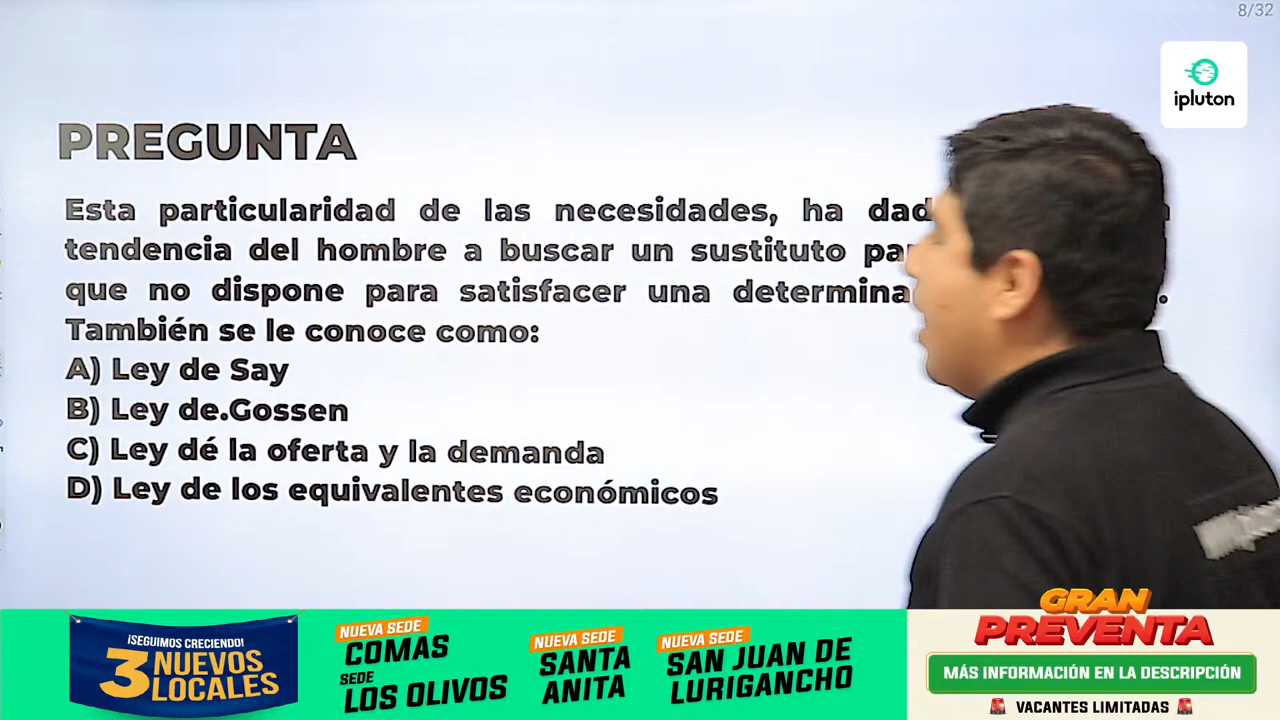 8/32
ipluton
PREGUNTA
Esta particularidad de las necesidades, ha
tendencia del hombre a buscar un sustituto
que no dispone para satisfacer una
También se le conoce como:
A) Ley de Say
B) Ley de.Gossen
C) Ley dé la oferta y la demanda
D) Ley de los equivalentes económicos
¡SEGUIMOS CRECIENDO!
3 NUEVOS
LOCALES
NUEVA SEDE
COMAS
SEDE
LOS OLIVOS
NUEVA SEDE
SANTA
ANITA
NUEVA SEDE
SAN JUAN DE
LURIGANCHO
GRAN
PREVENTA
MÁS INFORMACIÓN EN LA DESCRIPCIÓN
VACANTES LIMITADAS